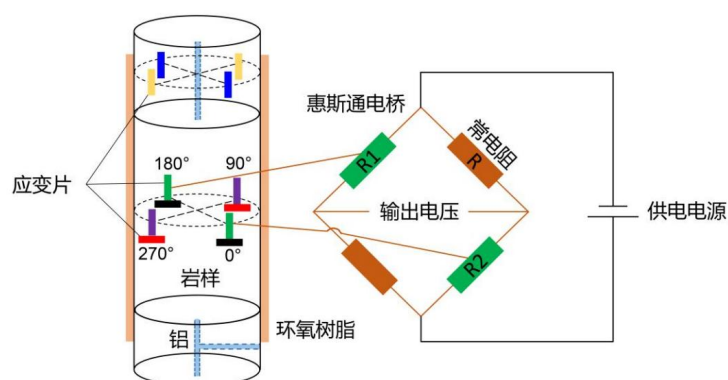 惠斯通电桥
常电阻
R1
R
180°
90°
应变片
输出电压
供电电源
270°
0°
R2
岩样
铝
环氧树脂